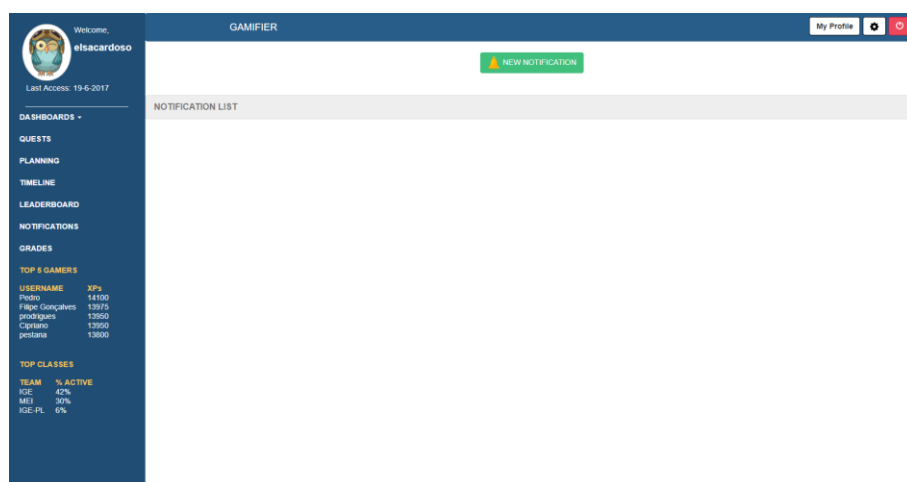 Welcome,
elsacardoso
Last Access: 19-6-2017
DASHBOARDS
QUESTS
PLANNING
TIMELINE
LEADERBOARD
NOTIFICATIONS
GRADES
TOP 5 GAMERS
USERNAME XPs
Pedro 14100
Filipe Gonçalves 13975
prodrigues 13950
Cipriano 13950
pestana 13800
TOP CLASSES
TEAM % ACTIVE
IGE 42%
MEI 30%
IGE-PL 6%
GAMIFIER
My Profile
NEW NOTIFICATION
NOTIFICATION LIST